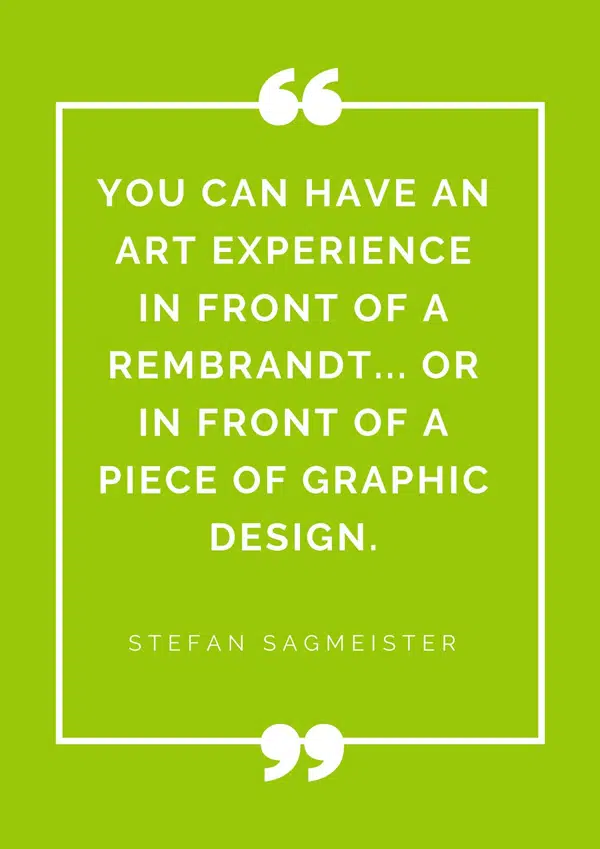 “
YOU CAN HAVE AN
ART EXPERIENCE
IN FRONT OF A
REMBRANDT... OR
IN FRONT OF A
PIECE OF GRAPHIC
DESIGN.
STEFAN SAGMEISTER
”